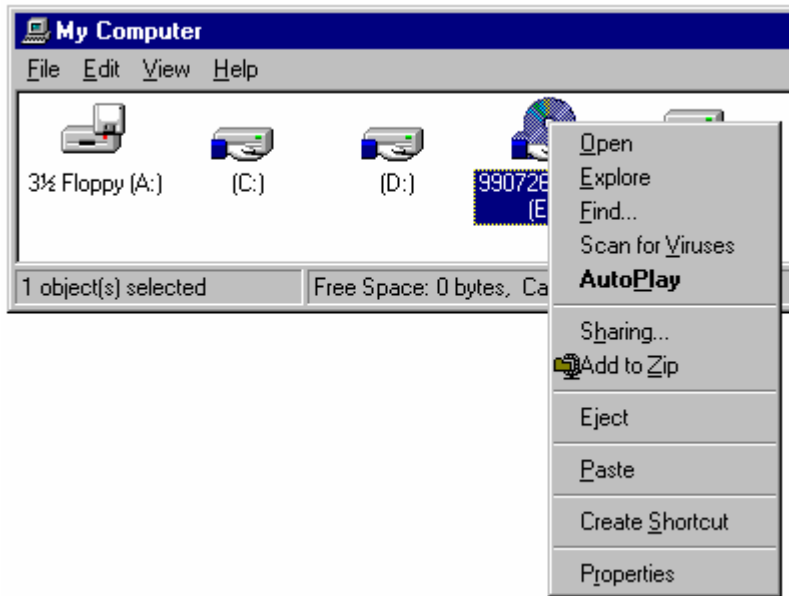 My Computer
File Edit View Help
3½ Floppy (A:)
(C:)
(D:)
990728
(E
1 object(s) selected
Free Space: 0 bytes, Ca
Open
Explore
Find...
Scan for Viruses
AutoPlay
Sharing...
Add to Zip
Eject
Paste
Create Shortcut
Properties